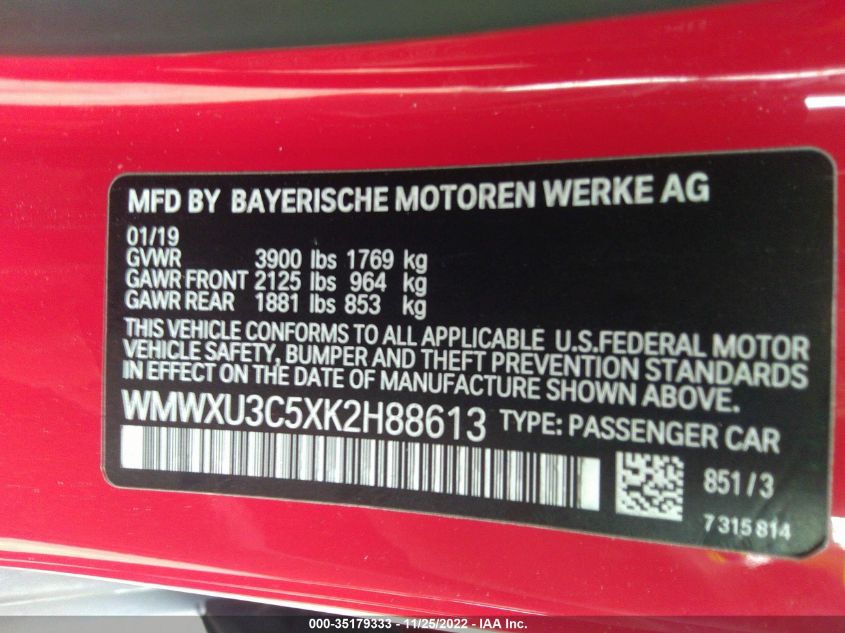 MFD BY BAYERISCHE MOTOREN WERKE AG
01/19
GVWR 3900 lbs 1769 kg
GAWR FRONT 2125 lbs 964 kg
GAWR REAR 1881 lbs 853 kg
THIS VEHICLE CONFORMS TO ALL APPLICABLE U.S.FEDERAL MOTOR
VEHICLE SAFETY, BUMPER AND THEFT PREVENTION STANDARDS
IN EFFECT ON THE DATE OF MANUFACTURE SHOWN ABOVE.
WMWXU3C5XK2H88613 TYPE: PASSENGER CAR
851/3
7 315 814
000-35179333 - 11/25/2022 - IAA Inc.